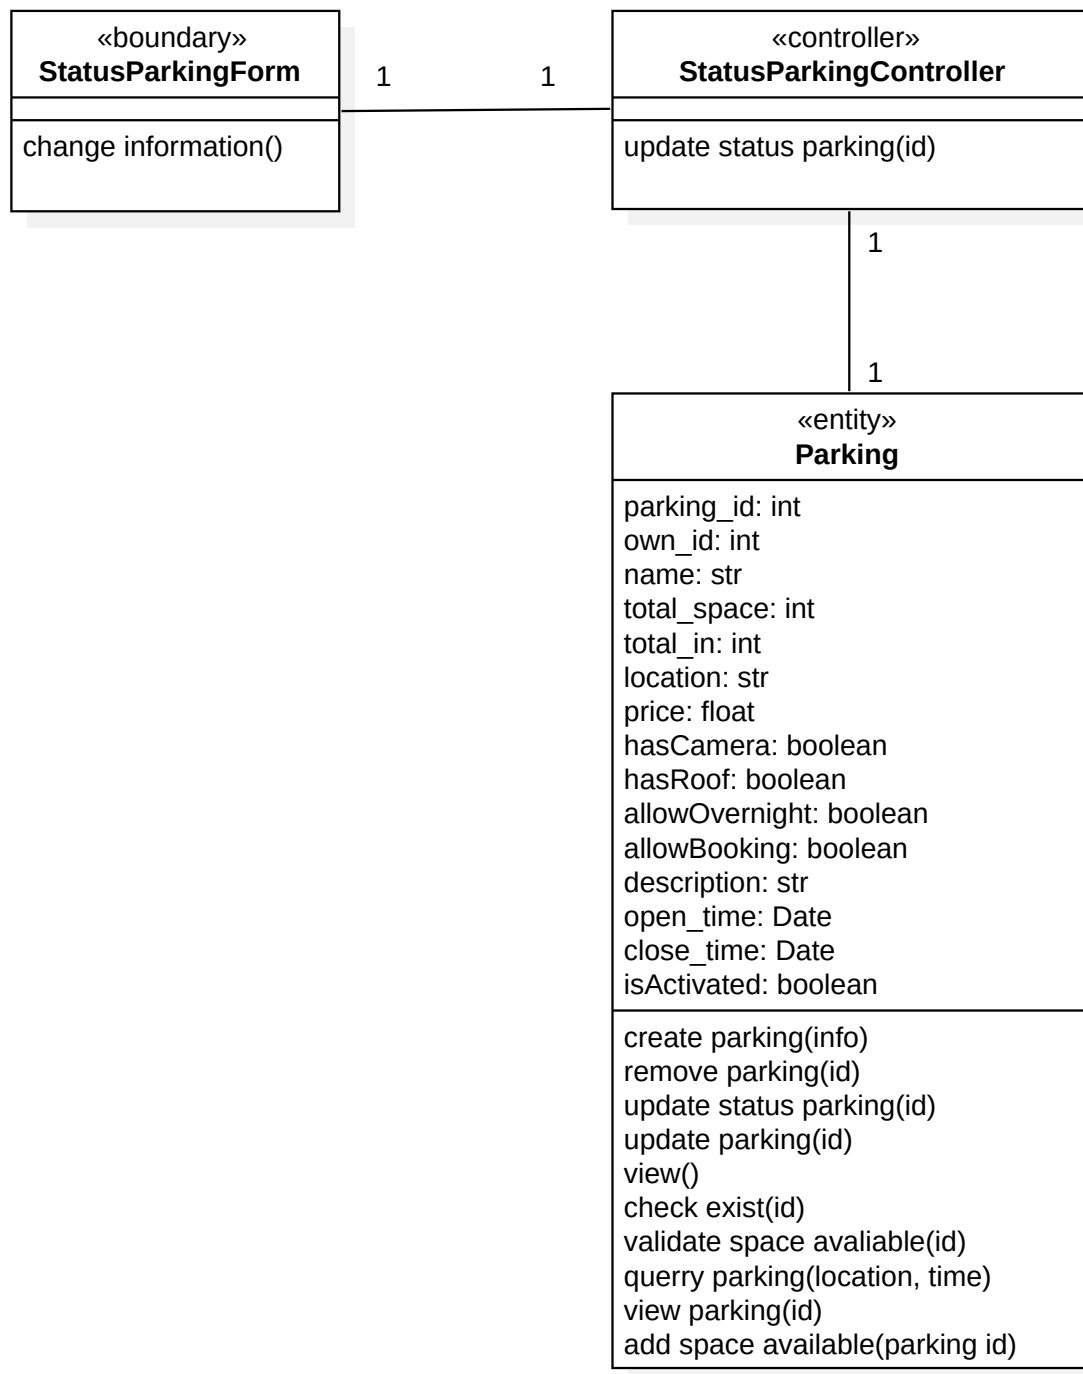 «boundary»
StatusParkingForm
change information()
1
1
«controller»
StatusParkingController
update status parking(id)
1
1
«entity»
Parking
parking_id: int
own_id: int
name: str
total_space: int
total_in: int
location: str
price: float
hasCamera: boolean
hasRoof: boolean
allowOvernight: boolean
allowBooking: boolean
description: str
open_time: Date
close_time: Date
isActivated: boolean
create parking(info)
remove parking(id)
update status parking(id)
update parking(id)
view()
check exist(id)
validate space avaliable(id)
querry parking(location, time)
view parking(id)
add space available(parking id)